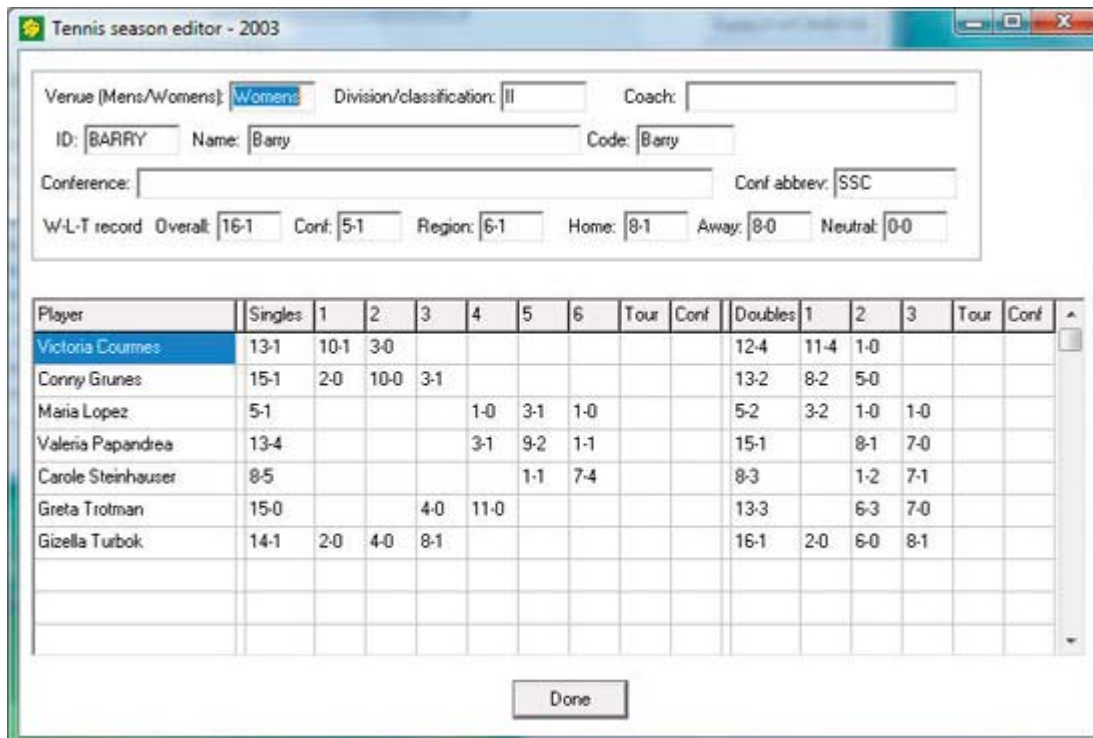 Tennis season editor - 2003
Venue (Mens/Womens): Womens Division/classification: II Coach:
ID: BARRY Name: Barry Code: Barry
Conference: Conf abbrev: SSC
W-L-T record Overall: 16-1 Conf: 5-1 Region: 6-1 Home: 8-1 Away: 8-0 Neutral: 0-0
Player Singles 1 2 3 4 5 6 Tour Conf Doubles 1 2 3 Tour Conf
Victoria Courmes 13-1 10-1 3-0 12-4 11-4 1-0
Conny Grunes 15-1 2-0 10-0 3-1 13-2 8-2 5-0
Maria Lopez 5-1 1-0 3-1 1-0 5-2 3-2 1-0 1-0
Valeria Papandrea 13-4 3-1 9-2 1-1 15-1 8-1 7-0
Carole Steinhauser 8-5 1-1 7-4 8-3 1-2 7-1
Greta Trotman 15-0 4-0 11-0 13-3 6-3 7-0
Gizella Turbok 14-1 2-0 4-0 8-1 16-1 2-0 6-0 8-1
Done